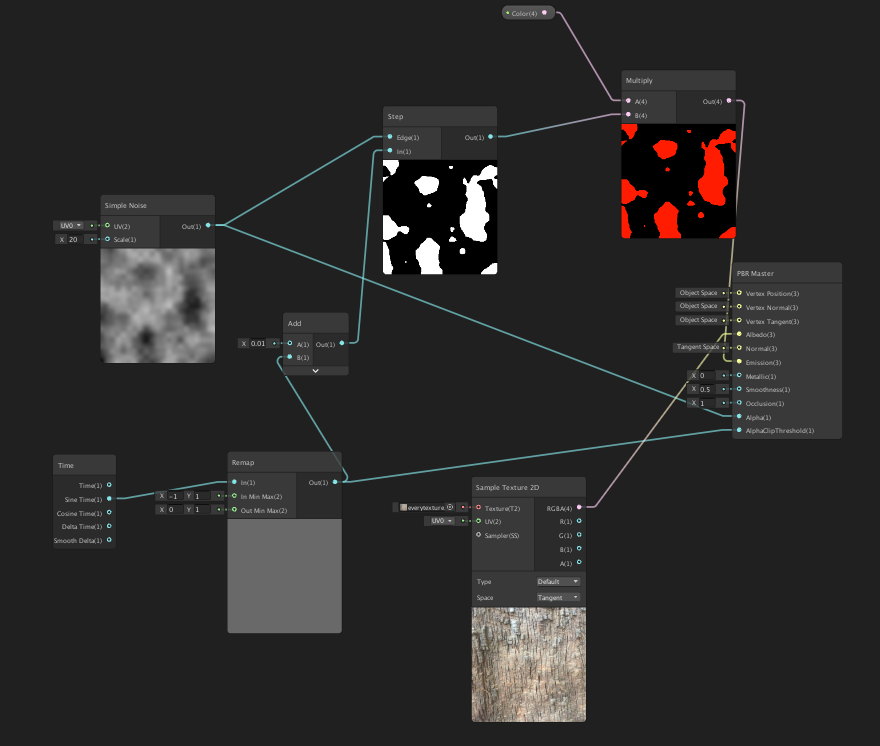 Color(4)
Multiply
A(4) Out(4)
B(4)
Step
Edge(1) Out(1)
In(1)
Simple Noise
UV0 UV(2) Out(1)
X 20 Scale(1)
PBR Master
Object Space Vertex Position(3)
Object Space Vertex Normal(3)
Object Space Vertex Tangent(3)
Albedo(3)
Tangent Space Normal(3)
Emission(3)
X 0 Metallic(1)
X 0.5 Smoothness(1)
X 1 Occlusion(1)
Alpha(1)
AlphaClipThreshold(1)
Add
X 0.01 A(1) Out(1)
B(1)
Time
Time(1)
Sine Time(1)
Cosine Time(1)
Delta Time(1)
Smooth Delta(1)
Remap
In(1) Out(1)
X -1 Y 1 In Min Max(2)
X 0 Y 1 Out Min Max(2)
Sample Texture 2D
everytexture Texture(T2) RGBA(4)
UV0 UV(2) R(1)
Sampler(SS) G(1)
B(1)
A(1)
Type Default
Space Tangent